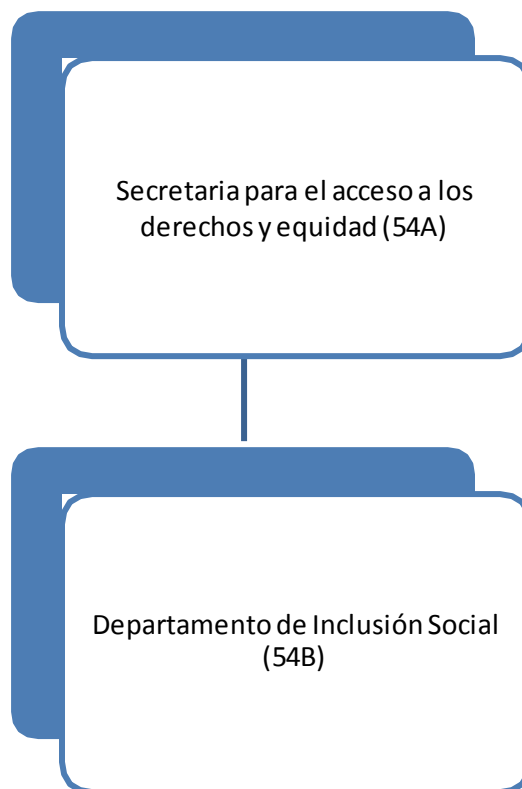 Secretaria para el acceso a los
derechos y equidad (54A)
Departamento de Inclusión Social
(54B)